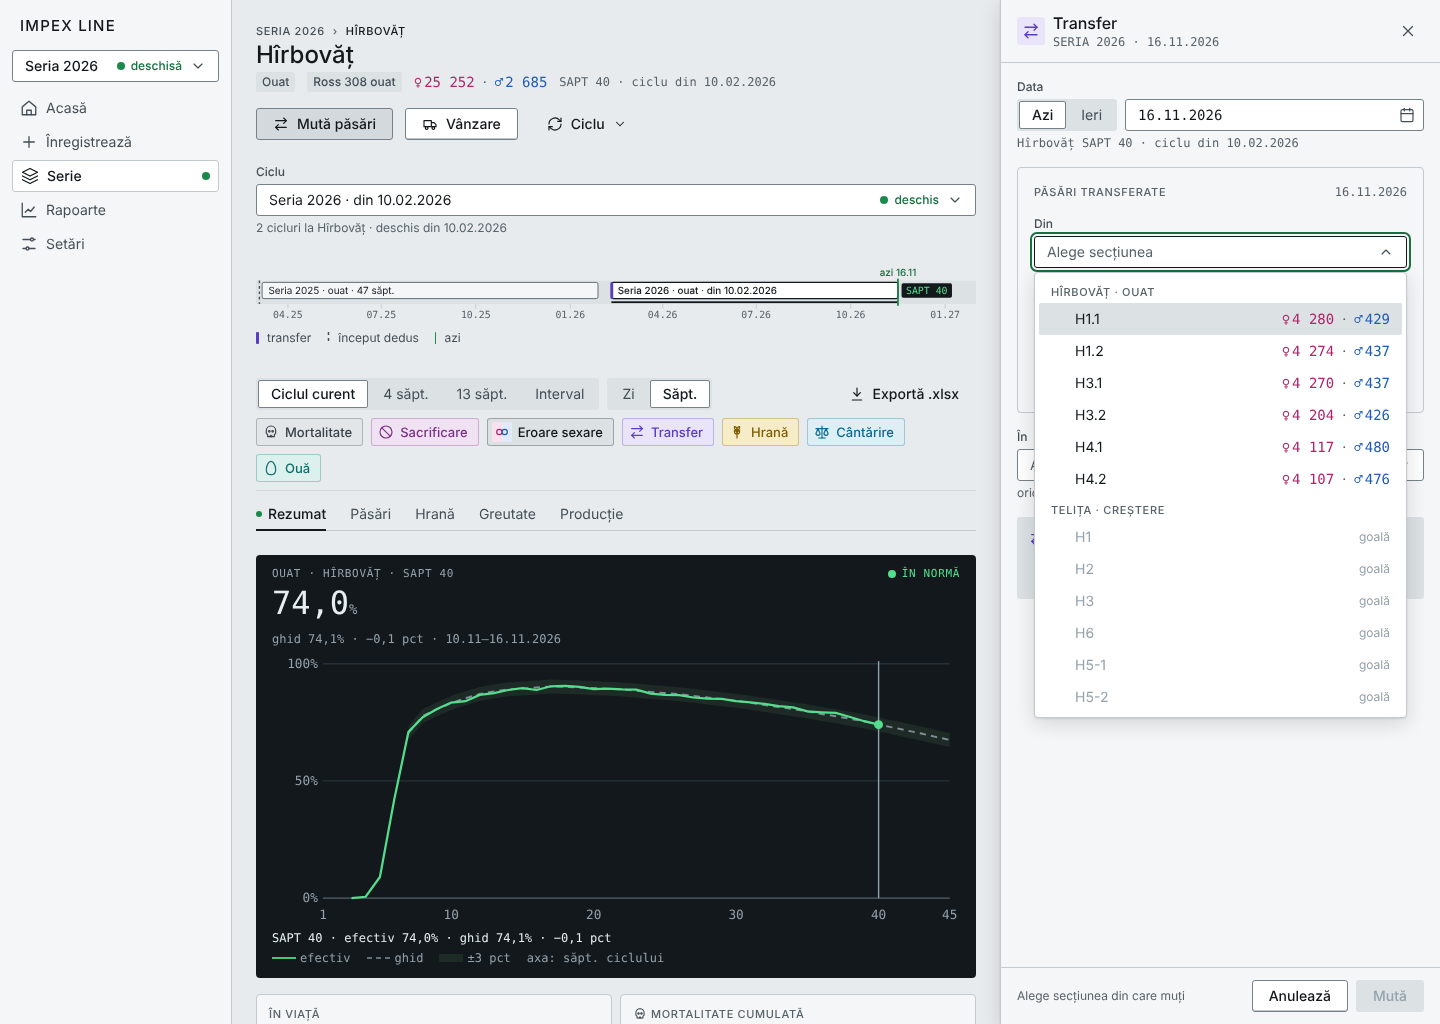 IMPEX LINE
Seria 2026 deschisă
Acasă
Înregistrează
Serie
Rapoarte
Setări
SERIA 2026 › HÎRBOVĂȚ
Hîrbovăț
Ouat Ross 308 ouat ♀25 252 · ♂2 685 SAPT 40 · ciclu din 10.02.2026
Mută păsări Vânzare Ciclu
Ciclu
Seria 2026 · din 10.02.2026 deschis
2 cicluri la Hîrbovăț · deschis din 10.02.2026
azi 16.11
Seria 2025 · ouat · 47 săpt. Seria 2026 · ouat · din 10.02.2026 SAPT 40
04.25 07.25 10.25 01.26 04.26 07.26 10.26 01.27
transfer început dedus azi
Ciclul curent 4 săpt. 13 săpt. Interval Zi Săpt. Exportă .xlsx
Mortalitate Sacrificare Eroare sexare Transfer Hrană Cântărire
Ouă
Rezumat Păsări Hrană Greutate Producție
OUAT · HÎRBOVĂȚ · SAPT 40 ÎN NORMĂ
74,0%
ghid 74,1% · −0,1 pct · 10.11–16.11.2026
100%
50%
0%
1 10 20 30 40 45
SAPT 40 · efectiv 74,0% · ghid 74,1% · −0,1 pct
efectiv ghid ±3 pct axa: săpt. ciclului
ÎN VIAȚĂ MORTALITATE CUMULATĂ
Transfer
SERIA 2026 · 16.11.2026
Data
Azi Ieri 16.11.2026
Hîrbovăț SAPT 40 · ciclu din 10.02.2026
PĂSĂRI TRANSFERATE 16.11.2026
Din
Alege secțiunea
HÎRBOVĂȚ · OUAT
H1.1 ♀4 280 · ♂429
H1.2 ♀4 274 · ♂437
H3.1 ♀4 270 · ♂437
H3.2 ♀4 204 · ♂426
H4.1 ♀4 117 · ♂480
H4.2 ♀4 107 · ♂476
TELIȚA · CREȘTERE
H1 goală
H2 goală
H3 goală
H6 goală
H5-1 goală
H5-2 goală
În
Alege secțiunea din care muți Anulează Mută